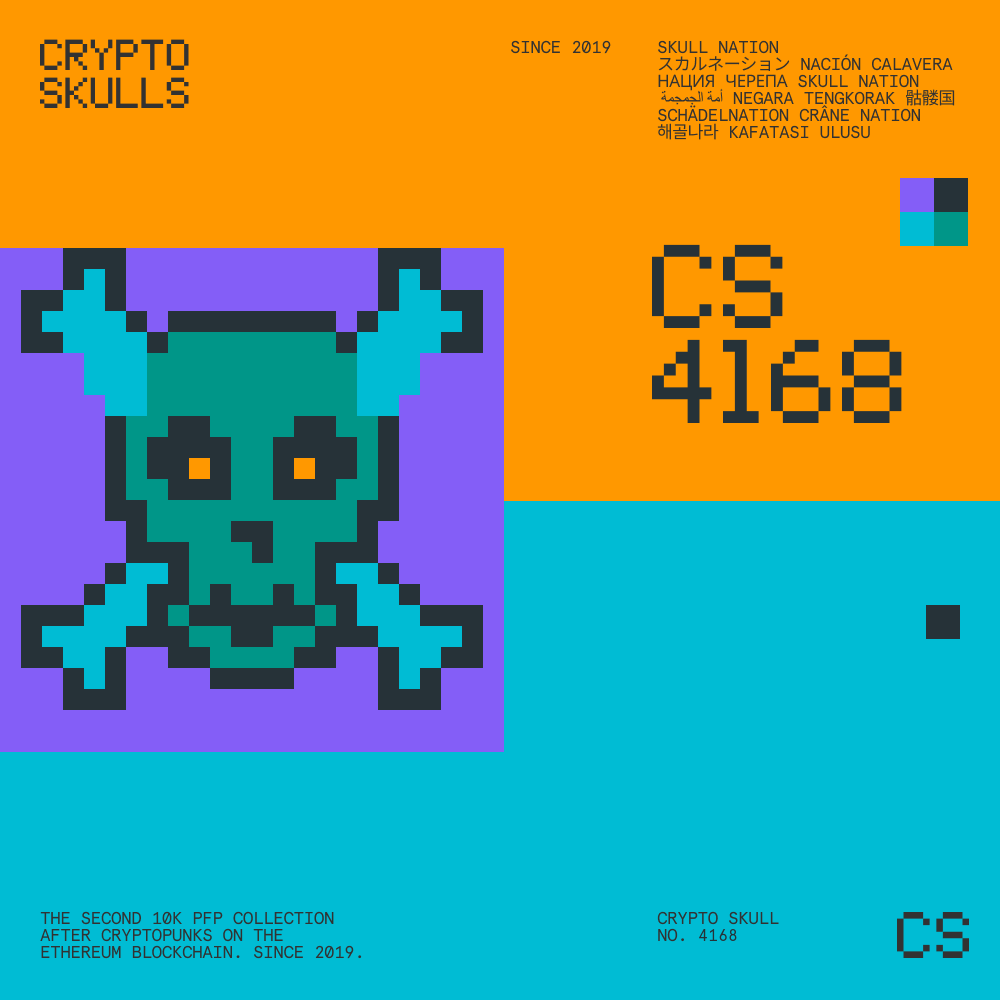 CRYPTO
SKULLS
SINCE 2019
SKULL NATION
スカルネーション NACIÓN CALAVERA
НАЦИЯ ЧЕРЕПА SKULL NATION
أمة الجمجمة NEGARA TENGKORAK 骷髅国
SCHÄDELNATION CRÂNE NATION
해골나라 KAFATASI ULUSU
CS
4168
THE SECOND 10K PFP COLLECTION
AFTER CRYPTOPUNKS ON THE
ETHEREUM BLOCKCHAIN. SINCE 2019.
CRYPTO SKULL
NO. 4168
CS